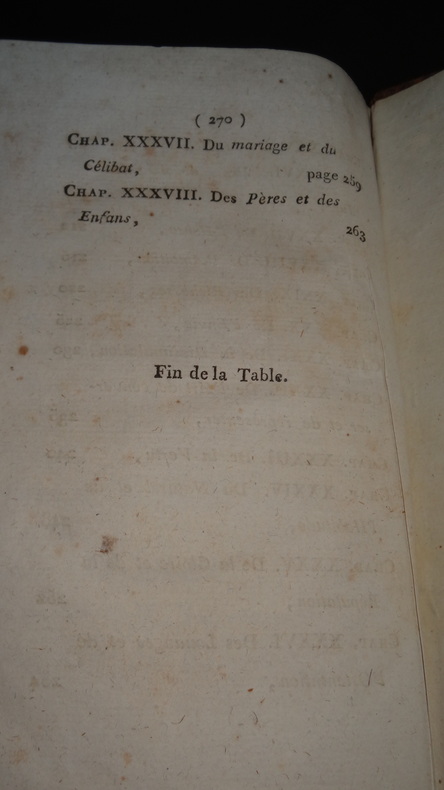 ( 270 )
CHAP. XXXVII. Du mariage et du
Célibat, page 259
CHAP. XXXVIII. Des Pères et des
Enfans, 263
Fin de la Table.